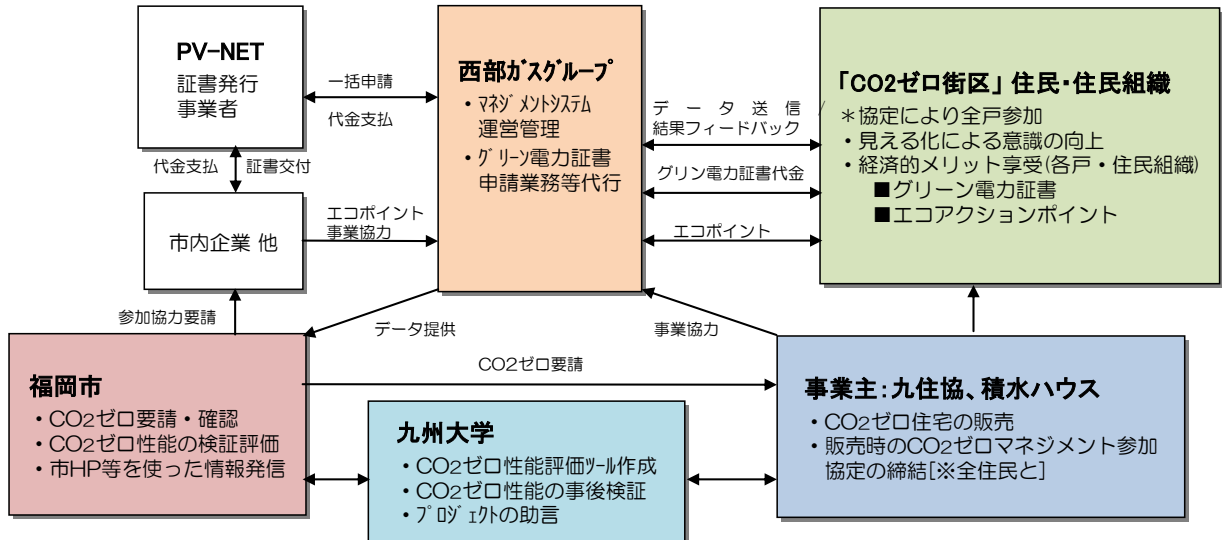 PV-NET
証書発行
事業者
一括申請
代金支払
西部ガスグループ
・マネジメントシステム
運営管理
・グリーン電力証書
申請業務等代行
データ送信/
結果フィードバック
グリン電力証書代金
エコポイント
「CO2ゼロ街区」住民・住民組織
＊協定により全戸参加
・見える化による意識の向上
・経済的メリット享受(各戸・住民組織)
■グリーン電力証書
■エコアクションポイント
代金支払
証書交付
市内企業 他
エコポイント
事業協力
参加協力要請
データ提供
事業協力
福岡市
・CO2ゼロ要請・確認
・CO2ゼロ性能の検証評価
・市HP等を使った情報発信
CO2ゼロ要請
九州大学
・CO2ゼロ性能評価ツール作成
・CO2ゼロ性能の事後検証
・プロジェクトの助言
事業主：九住協、積水ハウス
・CO2ゼロ住宅の販売
・販売時のCO2ゼロマネジメント参加
協定の締結[※全住民と]